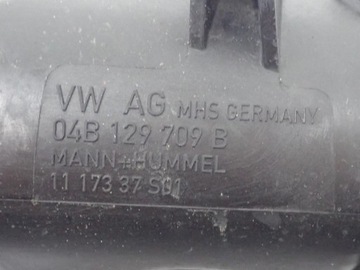 VW AG MHS GERMANY
04B 129 709 B
MANN+HUMMEL
11 173 37 S01